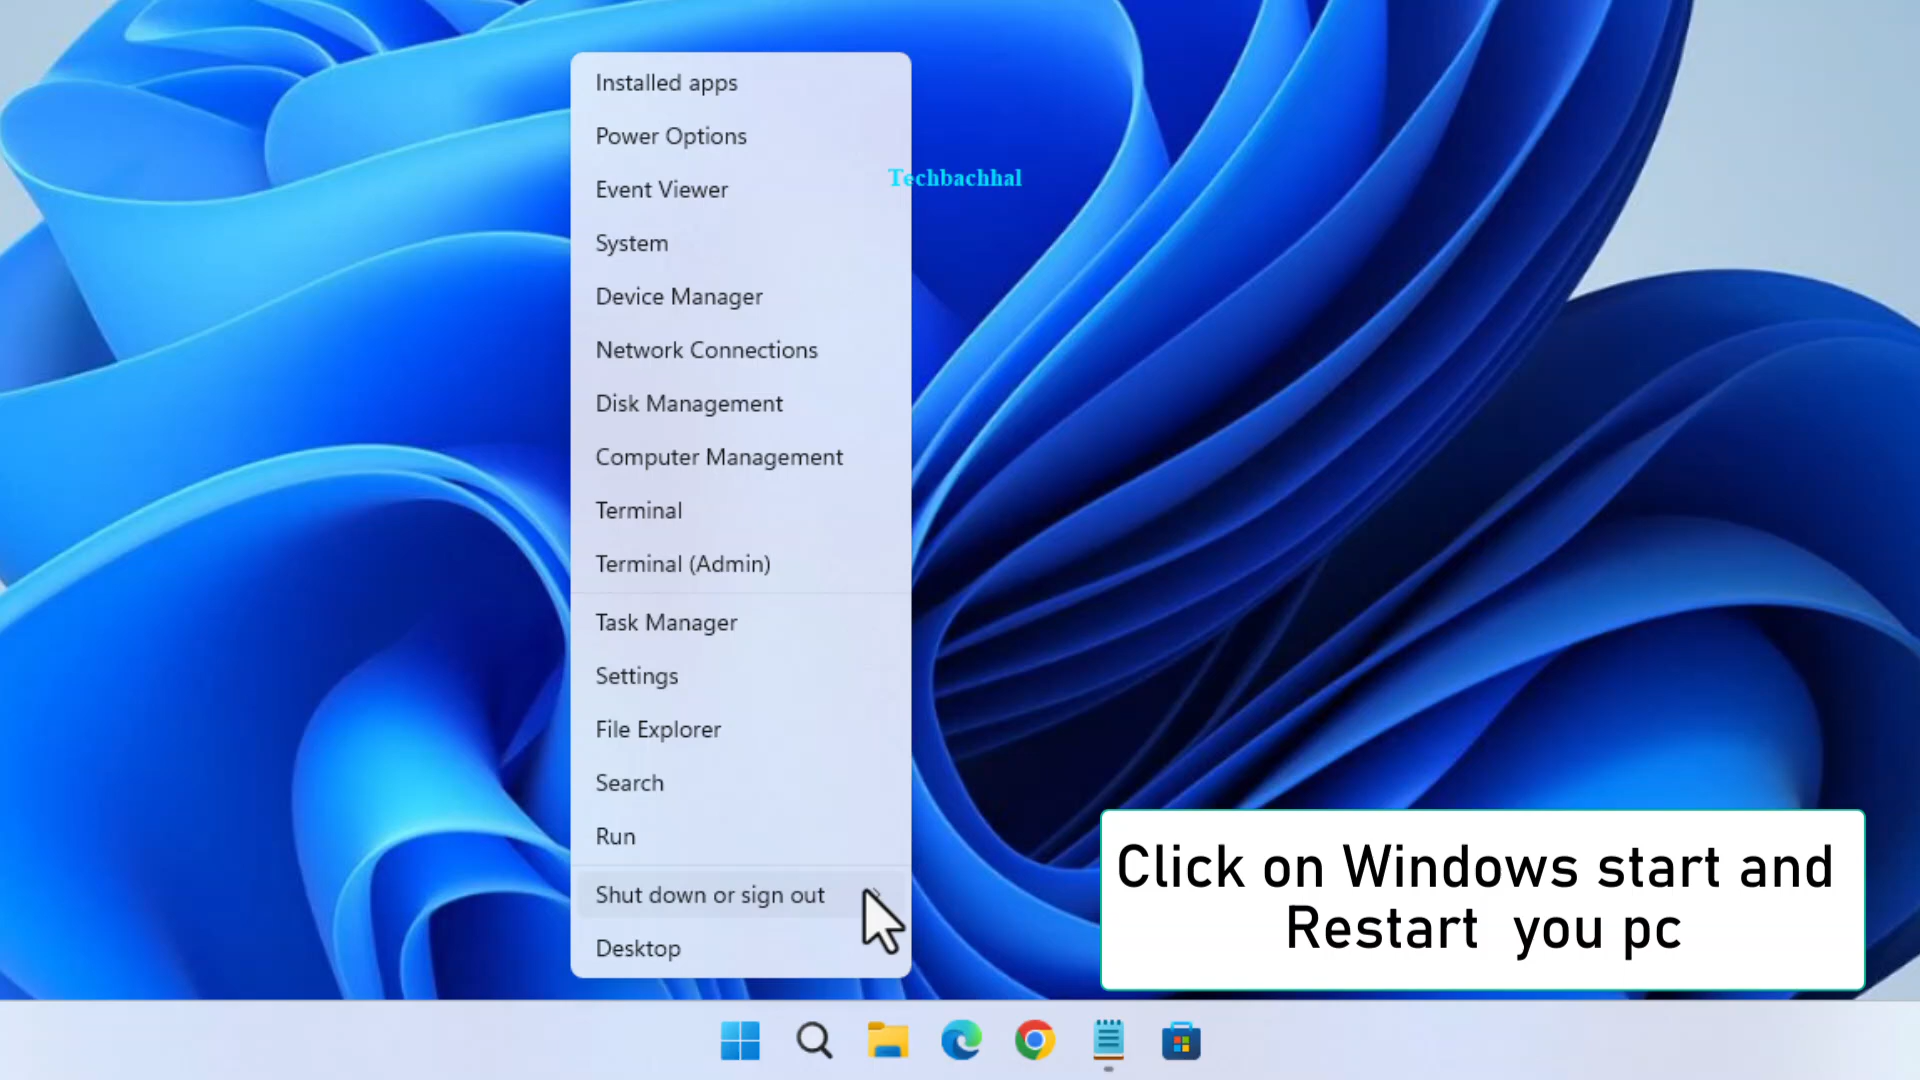 Installed apps
Power Options
Techbachhal
Event Viewer
System
Device Manager
Network Connections
Disk Management
Computer Management
Terminal
Terminal (Admin)
Task Manager
Settings
File Explorer
Search
Run
Shut down or sign out
Desktop
Click on Windows start and
Restart you pc